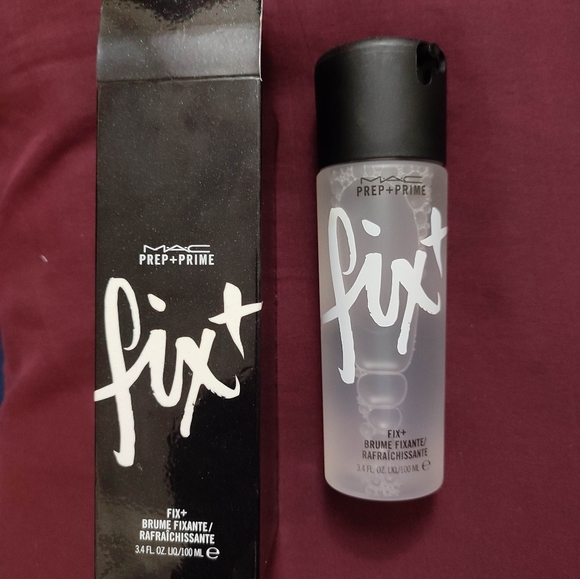 MAC
PREP+PRIME
fix+
FIX+
BRUME FIXANTE/
RAFRAÎCHISSANTE
3.4 FL. OZ. LIQ/100 ML ℮
MAC
PREP+PRIME
fix+
FIX+
BRUME FIXANTE/
RAFRAÎCHISSANTE
3.4 FL. OZ. LIQ/100 ML ℮